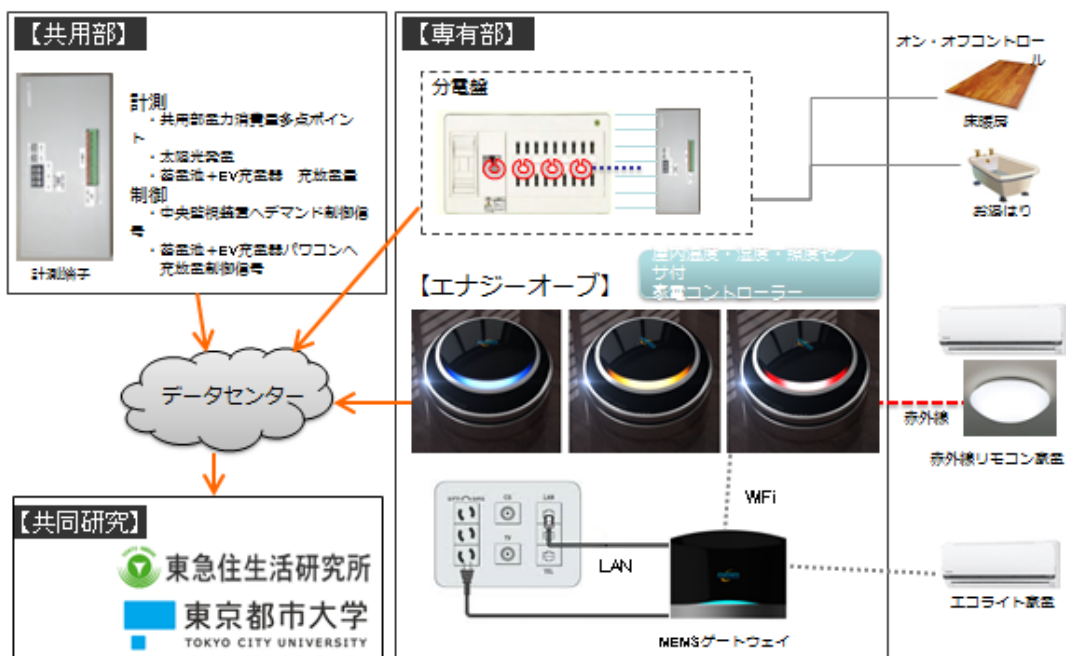 【共用部】
計測
・共用部電力消費量多点ポイン
ト
・太陽光発電
・蓄電池+EV充電器 充放電量
制御
・中央監視装置へデマンド制御信
号
・蓄電池+EV充電器パワコンへ
充放電制御信号
計測端子
【専有部】
分電盤
オン・オフコントロー
ル
床暖房
お湯はり
【エナジーオーブ】
屋内温度・湿度・照度セン
サ付
家電コントローラー
赤外線
赤外線リモコン家電
データセンター
WiFi
CS
LAN
TV
TEL
LAN
MEMSゲートウェイ
エコライト家電
【共同研究】
東急住生活研究所
東京都市大学
TOKYO CITY UNIVERSITY